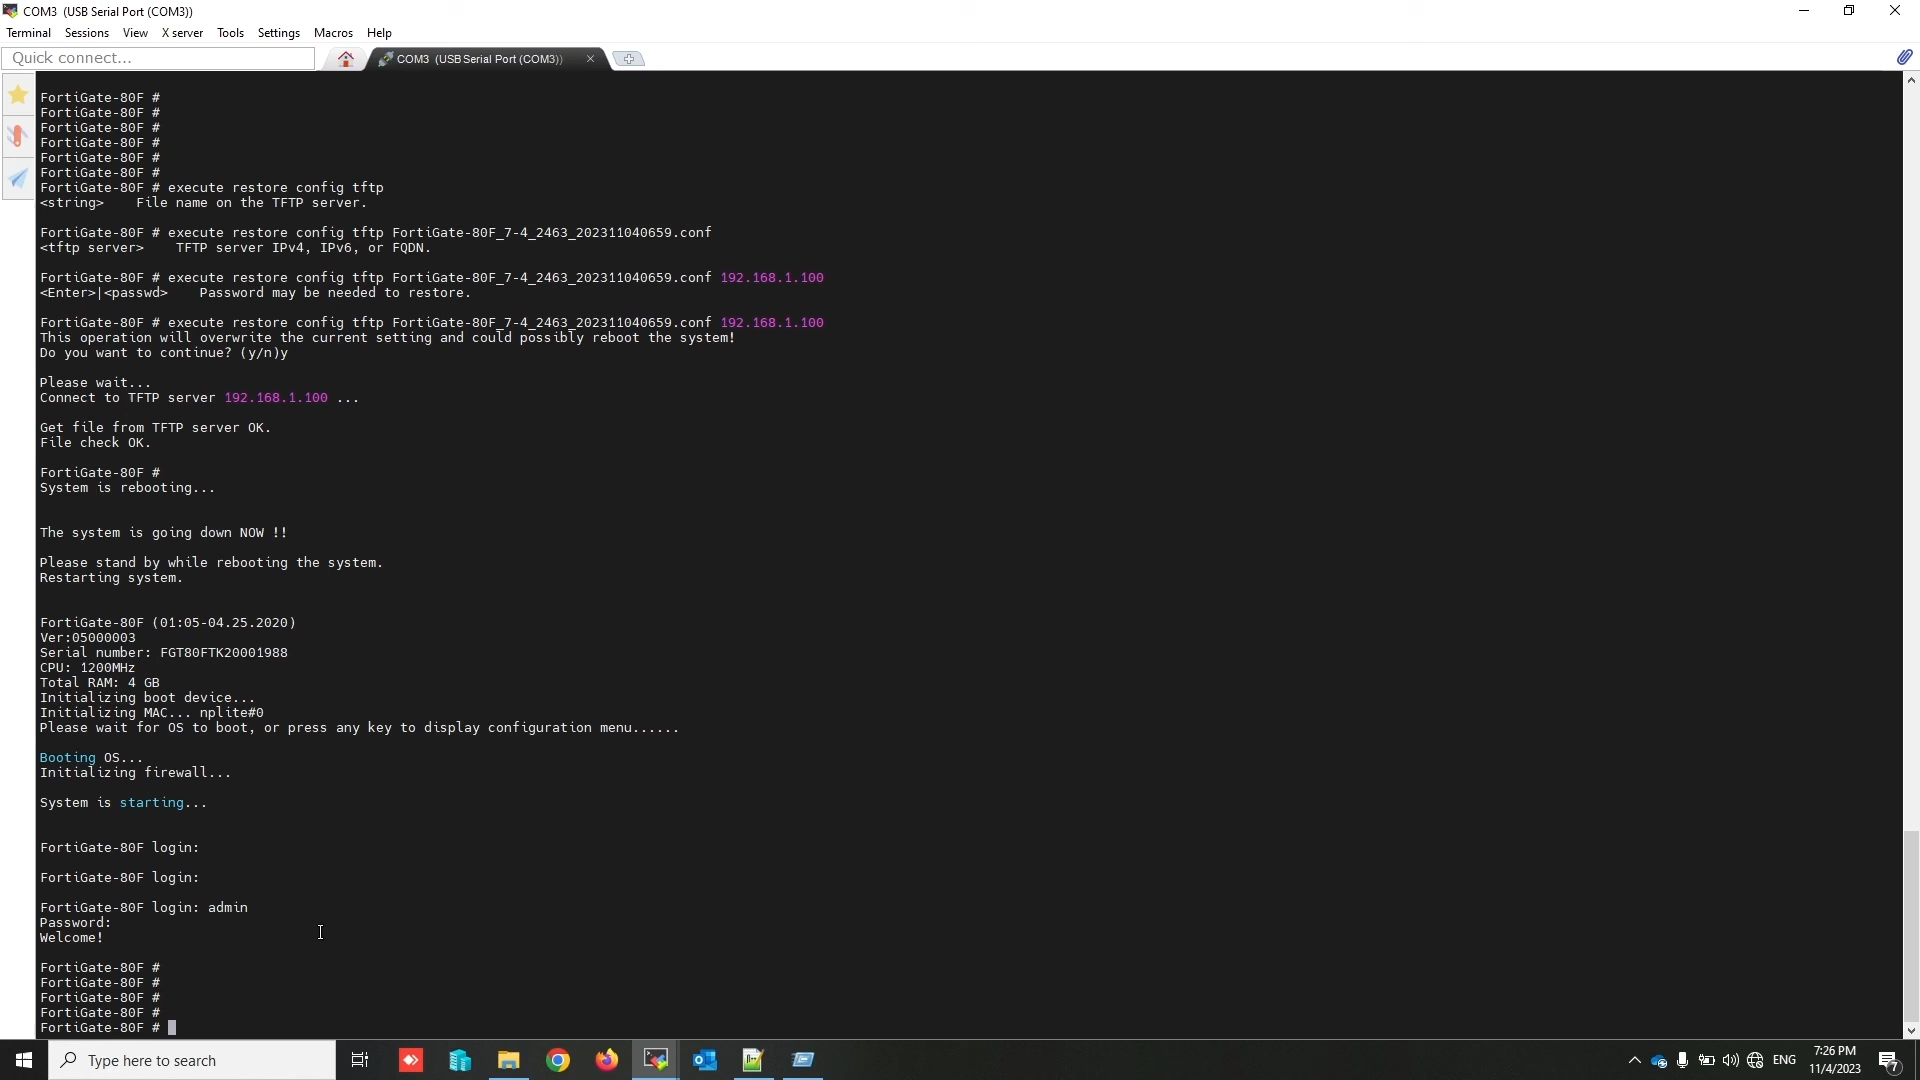 COM3  (USB Serial Port (COM3))
Terminal Sessions View X server Tools Settings Macros Help
Quick connect...
COM3  (USB Serial Port (COM3))
FortiGate-80F #
FortiGate-80F #
FortiGate-80F #
FortiGate-80F #
FortiGate-80F #
FortiGate-80F #
FortiGate-80F # execute restore config tftp
<string>    File name on the TFTP server.
FortiGate-80F # execute restore config tftp FortiGate-80F_7-4_2463_202311040659.conf
<tftp server>    TFTP server IPv4, IPv6, or FQDN.
FortiGate-80F # execute restore config tftp FortiGate-80F_7-4_2463_202311040659.conf 192.168.1.100
<Enter>|<passwd>    Password may be needed to restore.
FortiGate-80F # execute restore config tftp FortiGate-80F_7-4_2463_202311040659.conf 192.168.1.100
This operation will overwrite the current setting and could possibly reboot the system!
Do you want to continue? (y/n)y
Please wait...
Connect to TFTP server 192.168.1.100 ...
Get file from TFTP server OK.
File check OK.
FortiGate-80F #
System is rebooting...
The system is going down NOW !!
Please stand by while rebooting the system.
Restarting system.
FortiGate-80F (01:05-04.25.2020)
Ver:05000003
Serial number: FGT80FTK20001988
CPU: 1200MHz
Total RAM: 4 GB
Initializing boot device...
Initializing MAC... nplite#0
Please wait for OS to boot, or press any key to display configuration menu......
Booting OS...
Initializing firewall...
System is starting...
FortiGate-80F login:
FortiGate-80F login:
FortiGate-80F login: admin
Password:
Welcome!
FortiGate-80F #
FortiGate-80F #
FortiGate-80F #
FortiGate-80F #
FortiGate-80F #
Type here to search
ENG
7:26 PM
11/4/2023
7